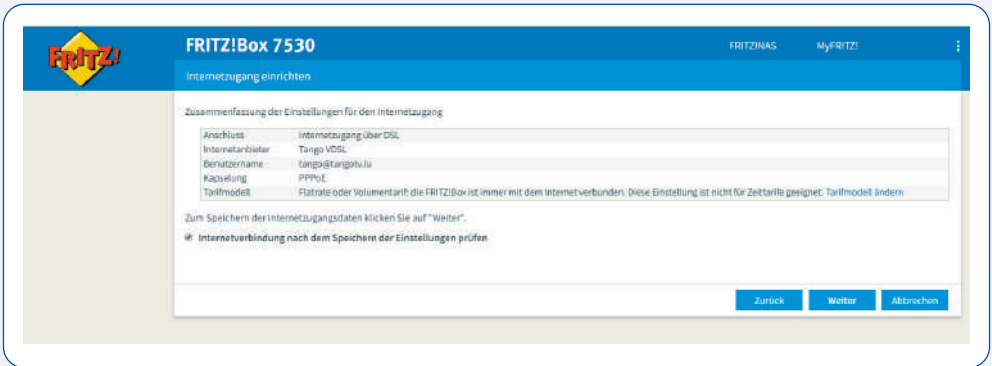 FRITZ!
FRITZ!Box 7530
FRITZ!NAS MyFRITZ!
Internetzugang einrichten
Zusammenfassung der Einstellungen für den Internetzugang
Anschluss Internetzugang über DSL
Internetanbieter Tango VDSL
Benutzername tango@tangotv.lu
Kapselung PPPoE
Tarifmodell Flatrate oder Volumentarif: die FRITZ!Box ist immer mit dem Internet verbunden. Diese Einstellung ist nicht für Zeittarife geeignet. Tarifmodell ändern
Zum Speichern der Internetzugangsdaten klicken Sie auf "Weiter".
Internetverbindung nach dem Speichern der Einstellungen prüfen
Zurück Weiter Abbrechen